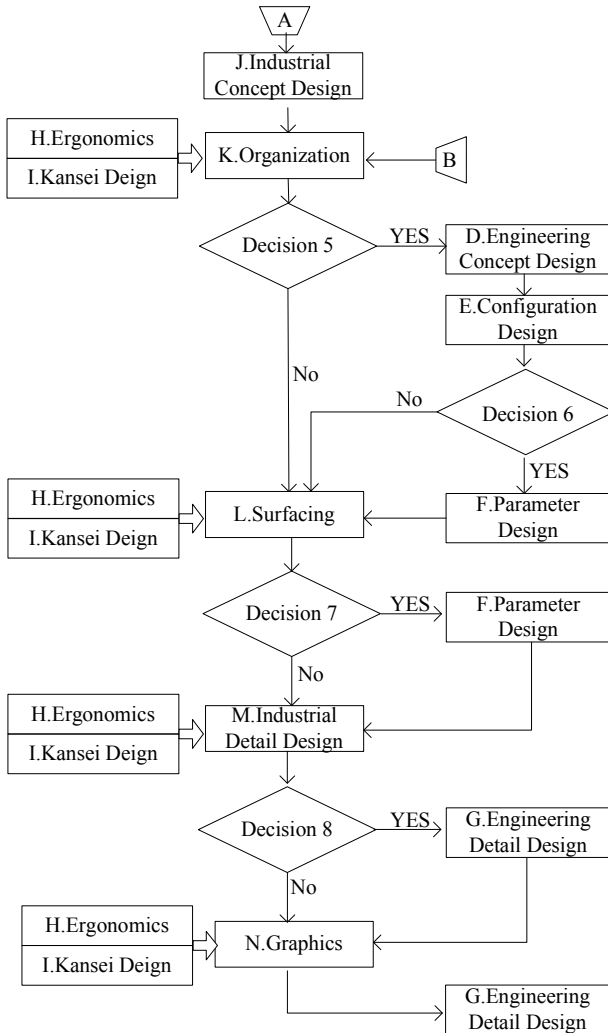 A
J.Industrial
Concept Design
H.Ergonomics
I.Kansei Deign
K.Organization
B
Decision 5
YES
D.Engineering
Concept Design
E.Configuration
Design
No
No
Decision 6
YES
H.Ergonomics
I.Kansei Deign
L.Surfacing
F.Parameter
Design
Decision 7
YES
F.Parameter
Design
No
H.Ergonomics
I.Kansei Deign
M.Industrial
Detail Design
Decision 8
YES
G.Engineering
Detail Design
No
H.Ergonomics
I.Kansei Deign
N.Graphics
G.Engineering
Detail Design